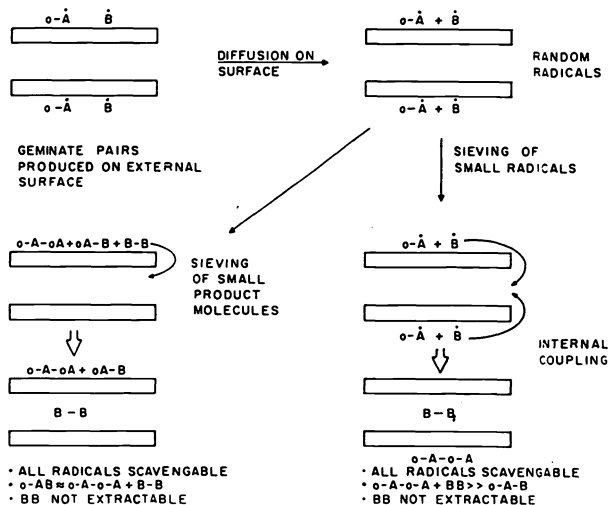 o-Ȧ Ḃ
o-Ȧ Ḃ
GEMINATE PAIRS
PRODUCED ON EXTERNAL
SURFACE
DIFFUSION ON
SURFACE
o-Ȧ + Ḃ
o-Ȧ + Ḃ
RANDOM
RADICALS
SIEVING OF
SMALL RADICALS
o-A-oA+oA-B+B-B
SIEVING
OF SMALL
PRODUCT
MOLECULES
o-A-oA + oA-B
B-B
• ALL RADICALS SCAVENGABLE
• o-AB≈o-A-o-A + B-B
• BB NOT EXTRACTABLE
o-Ȧ + Ḃ
o-Ȧ + Ḃ
INTERNAL
COUPLING
B-B
o-A-o-A
• ALL RADICALS SCAVENGABLE
• o-A-o-A + BB>> o-A-B
• BB NOT EXTRACTABLE